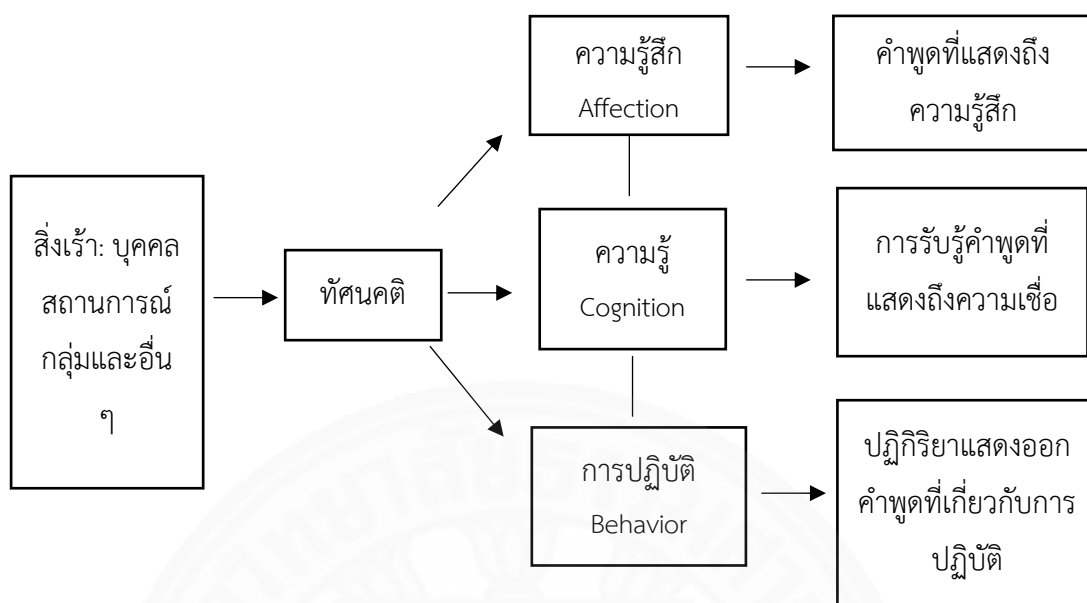 สิ่งเร้า: บุคคล
สถานการณ์
กลุ่มและอื่น
ๆ
ทัศนคติ
ความรู้สึก
Affection
คำพูดที่แสดงถึง
ความรู้สึก
ความรู้
Cognition
การรับรู้คำพูดที่
แสดงถึงความเชื่อ
การปฏิบัติ
Behavior
ปฏิกิริยาแสดงออก
คำพูดที่เกี่ยวกับการ
ปฏิบัติ